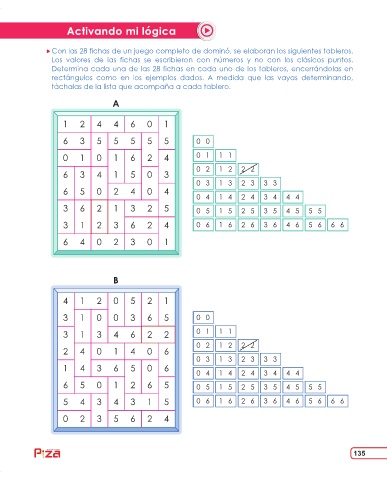 Activando mi lógica
Con las 28 fichas de un juego completo de dominó, se elaboran los siguientes tableros.
Los valores de las fichas se escribieron con números y no con los clásicos puntos.
Determina cada una de las 28 fichas en cada uno de los tableros, encerrándolas en
rectángulos como en los ejemplos dados. A medida que las vayas determinando,
táchalas de la lista que acompaña a cada tablero.
A
1 2 4 4 6 0 1
6 3 5 5 5 5 5
0 1 0 1 6 2 4
6 3 4 1 5 0 3
6 5 0 2 4 0 4
3 6 2 1 3 2 5
3 1 2 3 6 2 4
6 4 0 2 3 0 1
0 0
0 1 1 1
0 2 1 2 2 2
0 3 1 3 2 3 3 3
0 4 1 4 2 4 3 4 4 4
0 5 1 5 2 5 3 5 4 5 5 5
0 6 1 6 2 6 3 6 4 6 5 6 6 6
B
4 1 2 0 5 2 1
3 1 0 0 3 6 5
3 1 3 4 6 2 2
2 4 0 1 4 0 6
1 4 3 6 5 0 6
6 5 0 1 2 6 5
5 4 3 4 3 1 5
0 2 3 5 6 2 4
0 0
0 1 1 1
0 2 1 2 2 2
0 3 1 3 2 3 3 3
0 4 1 4 2 4 3 4 4 4
0 5 1 5 2 5 3 5 4 5 5 5
0 6 1 6 2 6 3 6 4 6 5 6 6 6
Piza
135